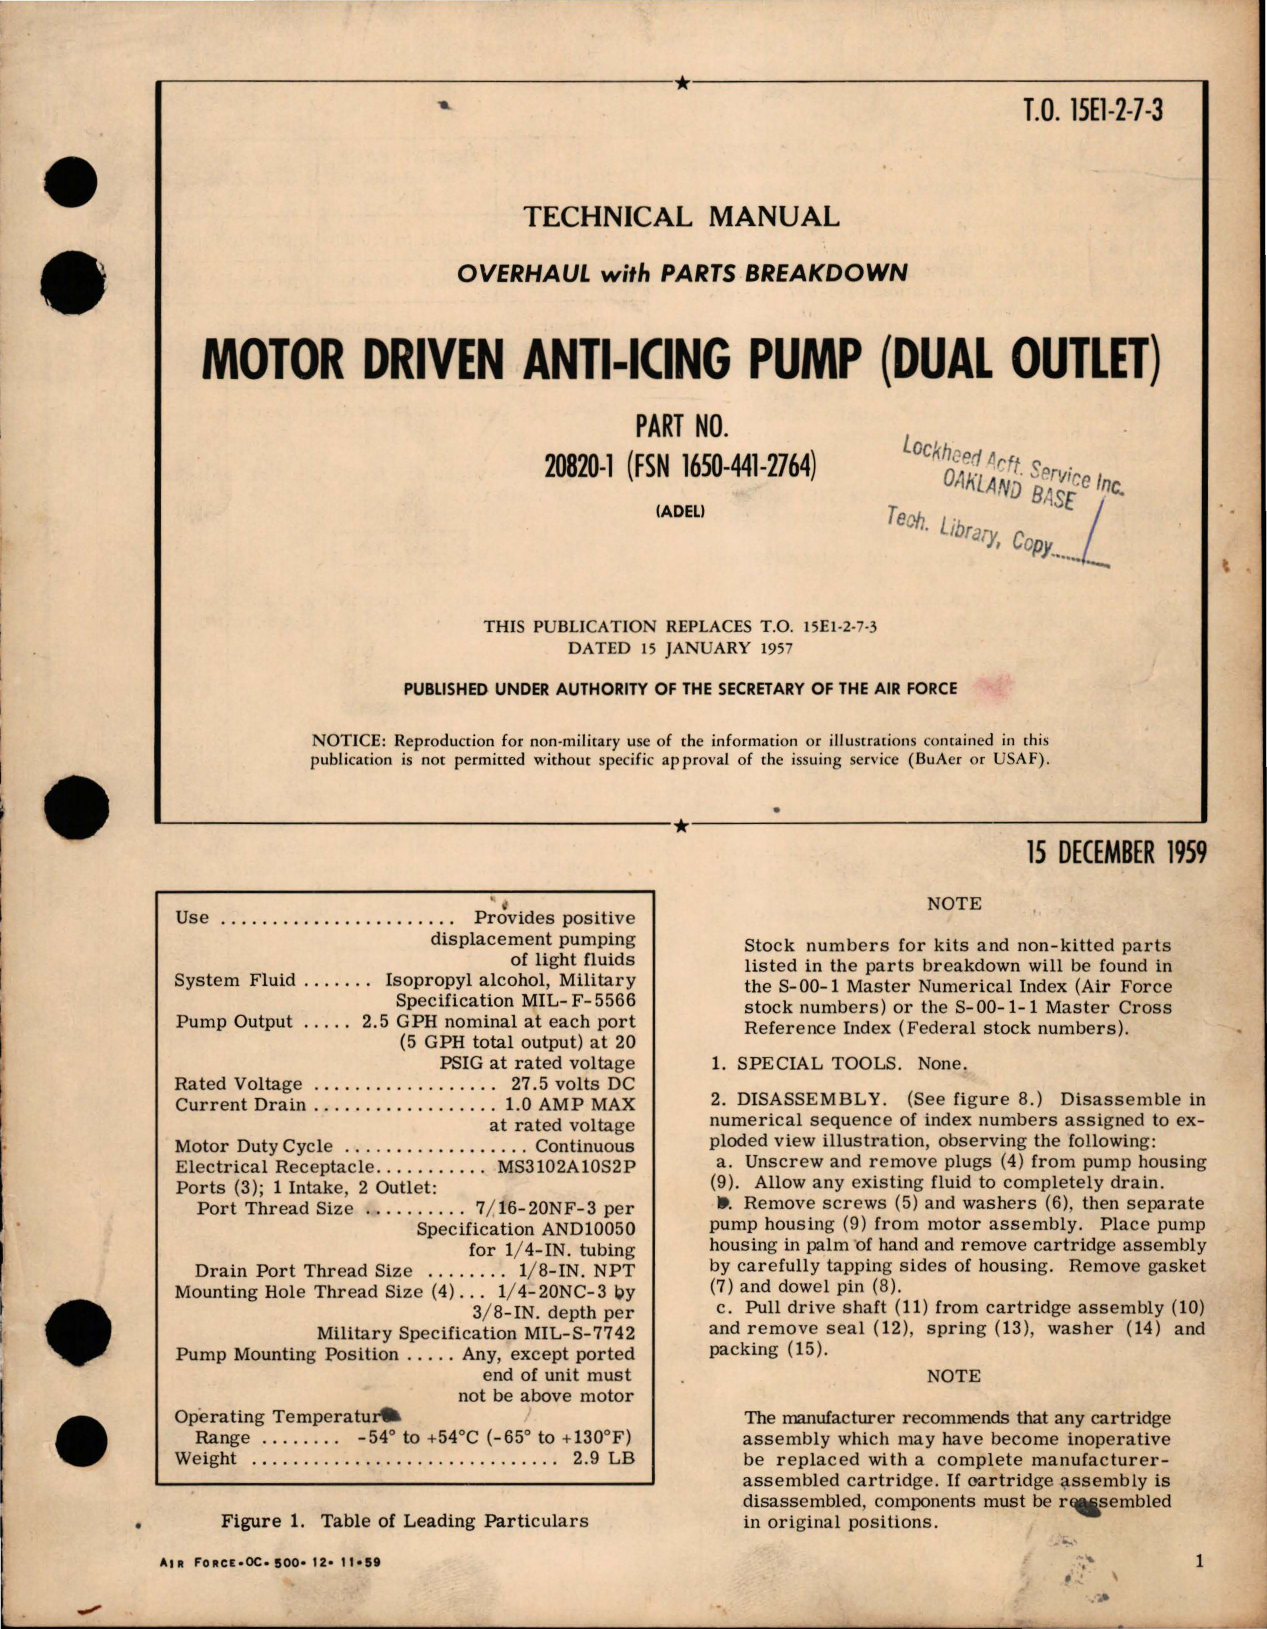 T.O. 15E1-2-7-3
TECHNICAL MANUAL
OVERHAUL with PARTS BREAKDOWN
MOTOR DRIVEN ANTI-ICING PUMP (DUAL OUTLET)
PART NO.
20820-1 (FSN 1650-441-2764)
(ADEL)
Lockheed Acft. Service Inc.
OAKLAND BASE
Tech. Library, Copy......../
THIS PUBLICATION REPLACES T.O. 15E1-2-7-3
DATED 15 JANUARY 1957
PUBLISHED UNDER AUTHORITY OF THE SECRETARY OF THE AIR FORCE
NOTICE: Reproduction for non-military use of the information or illustrations contained in this
publication is not permitted without specific approval of the issuing service (BuAer or USAF).
15 DECEMBER 1959
Use ....................... Provides positive
displacement pumping
of light fluids
System Fluid ....... Isopropyl alcohol, Military
Specification MIL-F-5566
Pump Output ..... 2.5 GPH nominal at each port
(5 GPH total output) at 20
PSIG at rated voltage
Rated Voltage .................. 27.5 volts DC
Current Drain .................. 1.0 AMP MAX
at rated voltage
Motor Duty Cycle .................. Continuous
Electrical Receptacle........... MS3102A10S2P
Ports (3); 1 Intake, 2 Outlet:
Port Thread Size .......... 7/16-20NF-3 per
Specification AND10050
for 1/4-IN. tubing
Drain Port Thread Size ........ 1/8-IN. NPT
Mounting Hole Thread Size (4)... 1/4-20NC-3 by
3/8-IN. depth per
Military Specification MIL-S-7742
Pump Mounting Position ..... Any, except ported
end of unit must
not be above motor
Operating Temperature
Range ........ -54° to +54°C (-65° to +130°F)
Weight .............................. 2.9 LB
Figure 1. Table of Leading Particulars
AIR FORCE-OC- 500- 12- 11-59
NOTE
Stock numbers for kits and non-kitted parts
listed in the parts breakdown will be found in
the S-00-1 Master Numerical Index (Air Force
stock numbers) or the S-00-1-1 Master Cross
Reference Index (Federal stock numbers).
1. SPECIAL TOOLS. None.
2. DISASSEMBLY. (See figure 8.) Disassemble in
numerical sequence of index numbers assigned to ex-
ploded view illustration, observing the following:
a. Unscrew and remove plugs (4) from pump housing
(9). Allow any existing fluid to completely drain.
b. Remove screws (5) and washers (6), then separate
pump housing (9) from motor assembly. Place pump
housing in palm of hand and remove cartridge assembly
by carefully tapping sides of housing. Remove gasket
(7) and dowel pin (8).
c. Pull drive shaft (11) from cartridge assembly (10)
and remove seal (12), spring (13), washer (14) and
packing (15).
NOTE
The manufacturer recommends that any cartridge
assembly which may have become inoperative
be replaced with a complete manufacturer-
assembled cartridge. If cartridge assembly is
disassembled, components must be reassembled
in original positions.
1